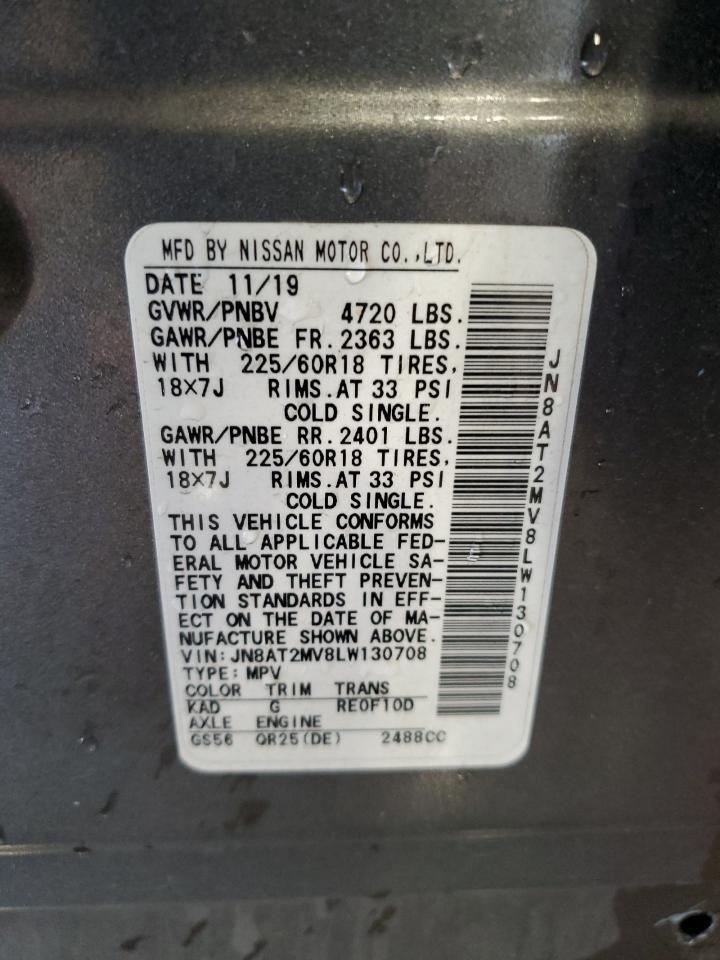 MFD BY NISSAN MOTOR CO.,LTD.
DATE 11/19
GVWR/PNBV 4720 LBS.
GAWR/PNBE FR. 2363 LBS.
WITH 225/60R18 TIRES,
18×7J RIMS. AT 33 PSI
COLD SINGLE.
GAWR/PNBE RR. 2401 LBS.
WITH 225/60R18 TIRES,
18×7J RIMS. AT 33 PSI
COLD SINGLE.
THIS VEHICLE CONFORMS
TO ALL APPLICABLE FED-
ERAL MOTOR VEHICLE SA-
FETY AND THEFT PREVEN-
TION STANDARDS IN EFF-
ECT ON THE DATE OF MA-
NUFACTURE SHOWN ABOVE.
VIN:JN8AT2MV8LW130708
TYPE:MPV
COLOR TRIM TRANS
KAD G RE0F10D
AXLE ENGINE
GS56 QR25(DE) 2488CC
JN8AT2MV8LW130708